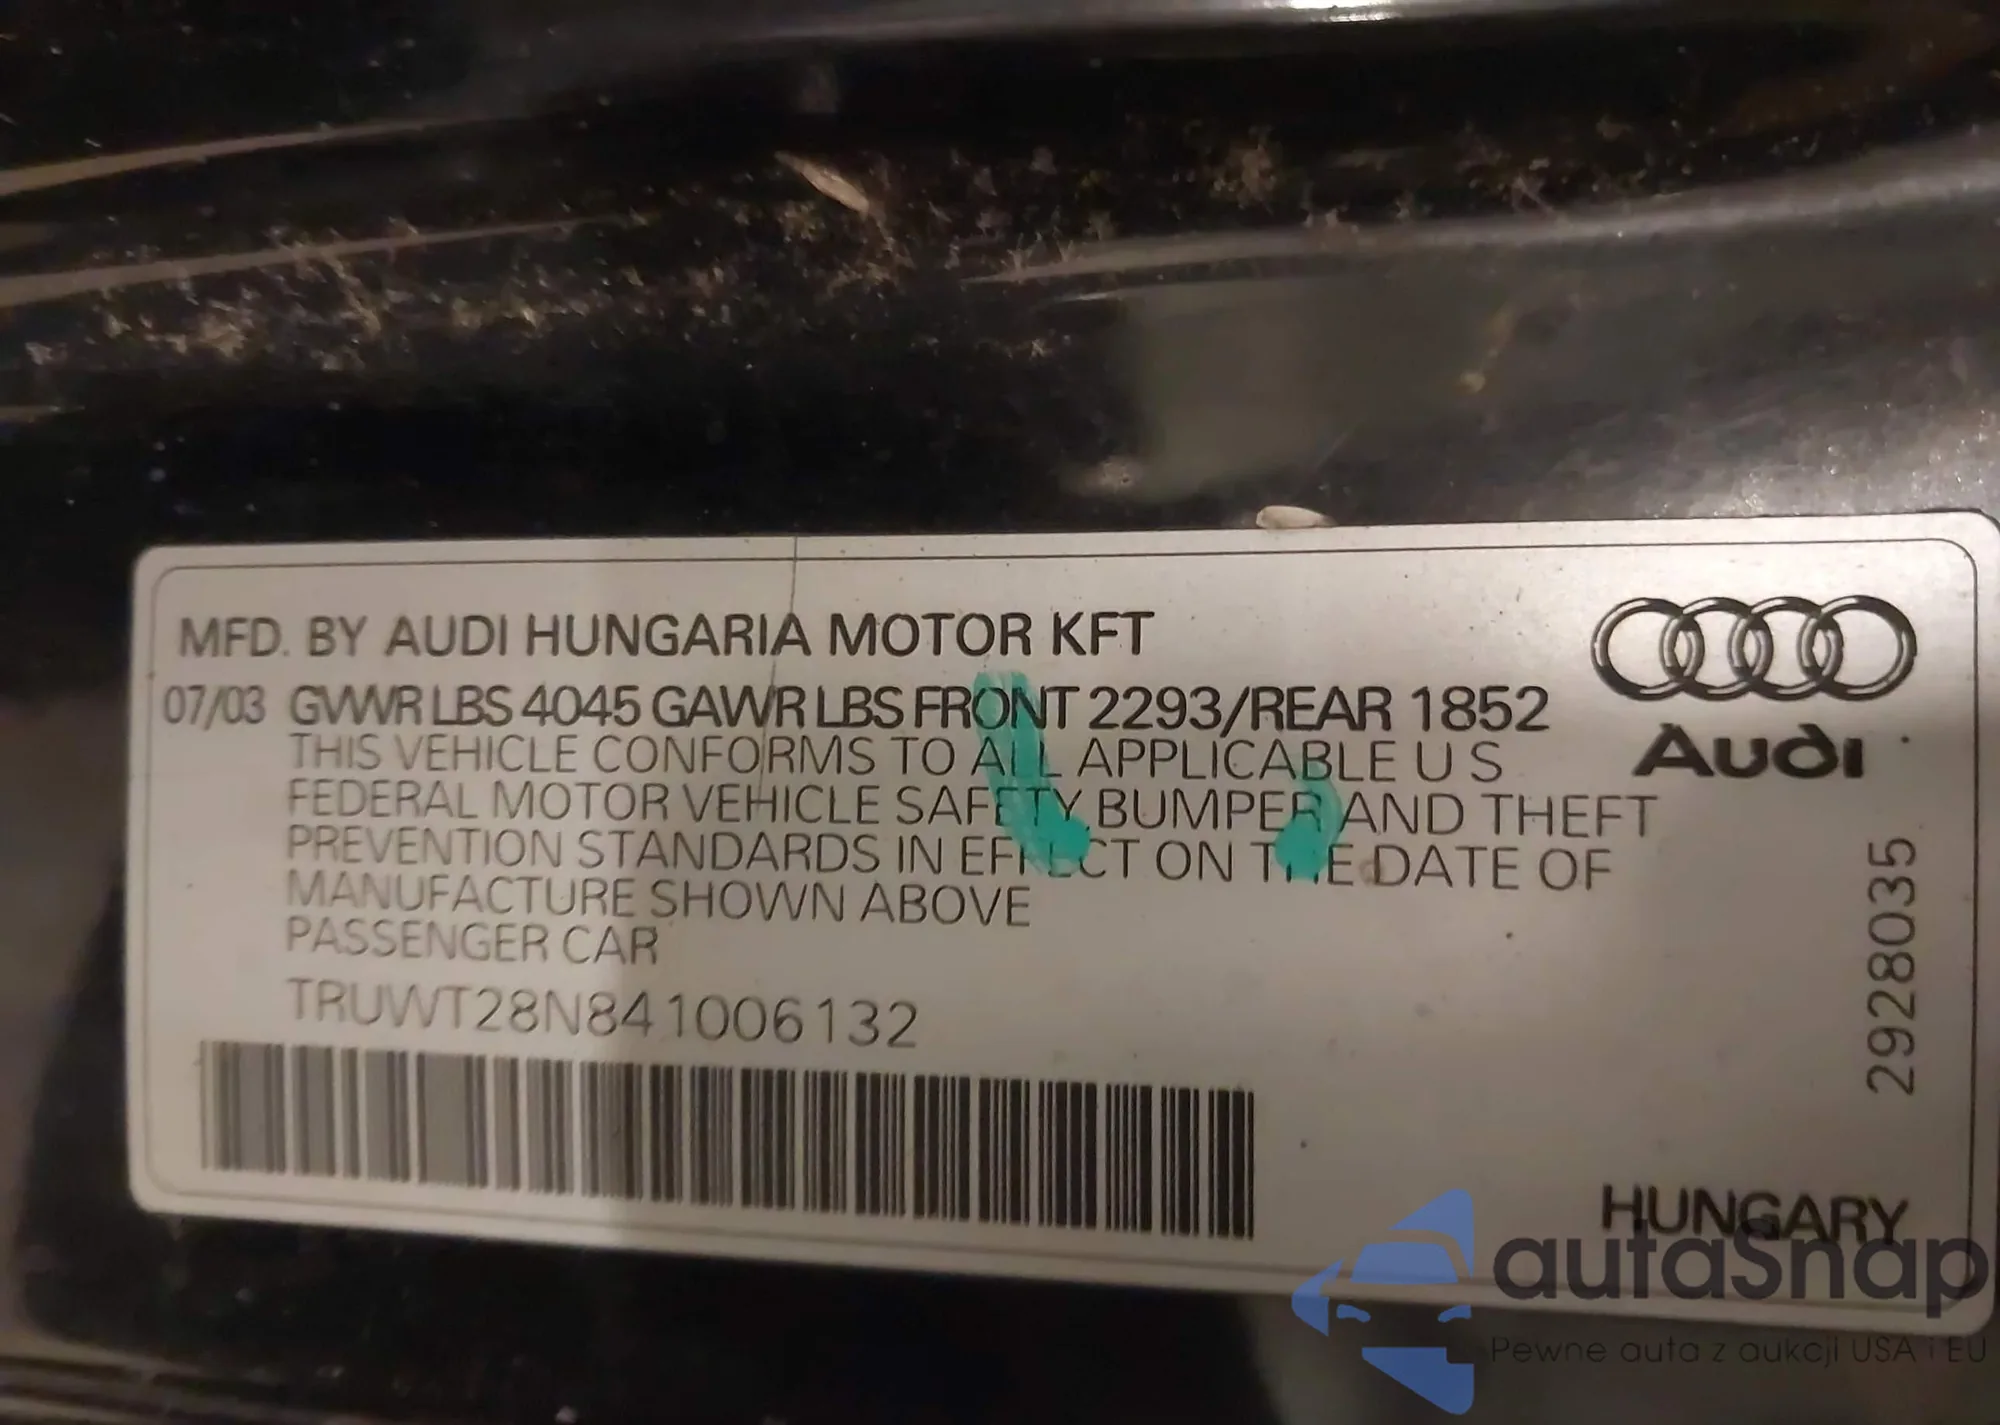 MFD. BY AUDI HUNGARIA MOTOR KFT
07/03 GVWR LBS 4045 GAWR LBS FRONT 2293/REAR 1852
THIS VEHICLE CONFORMS TO ALL APPLICABLE U S
FEDERAL MOTOR VEHICLE SAFETY, BUMPER AND THEFT
PREVENTION STANDARDS IN EFFECT ON THE DATE OF
MANUFACTURE SHOWN ABOVE
PASSENGER CAR
TRUWT28N841006132
Audi
2928035
HUNGARY
autaSnap
Pewne auta z aukcji USA i EU